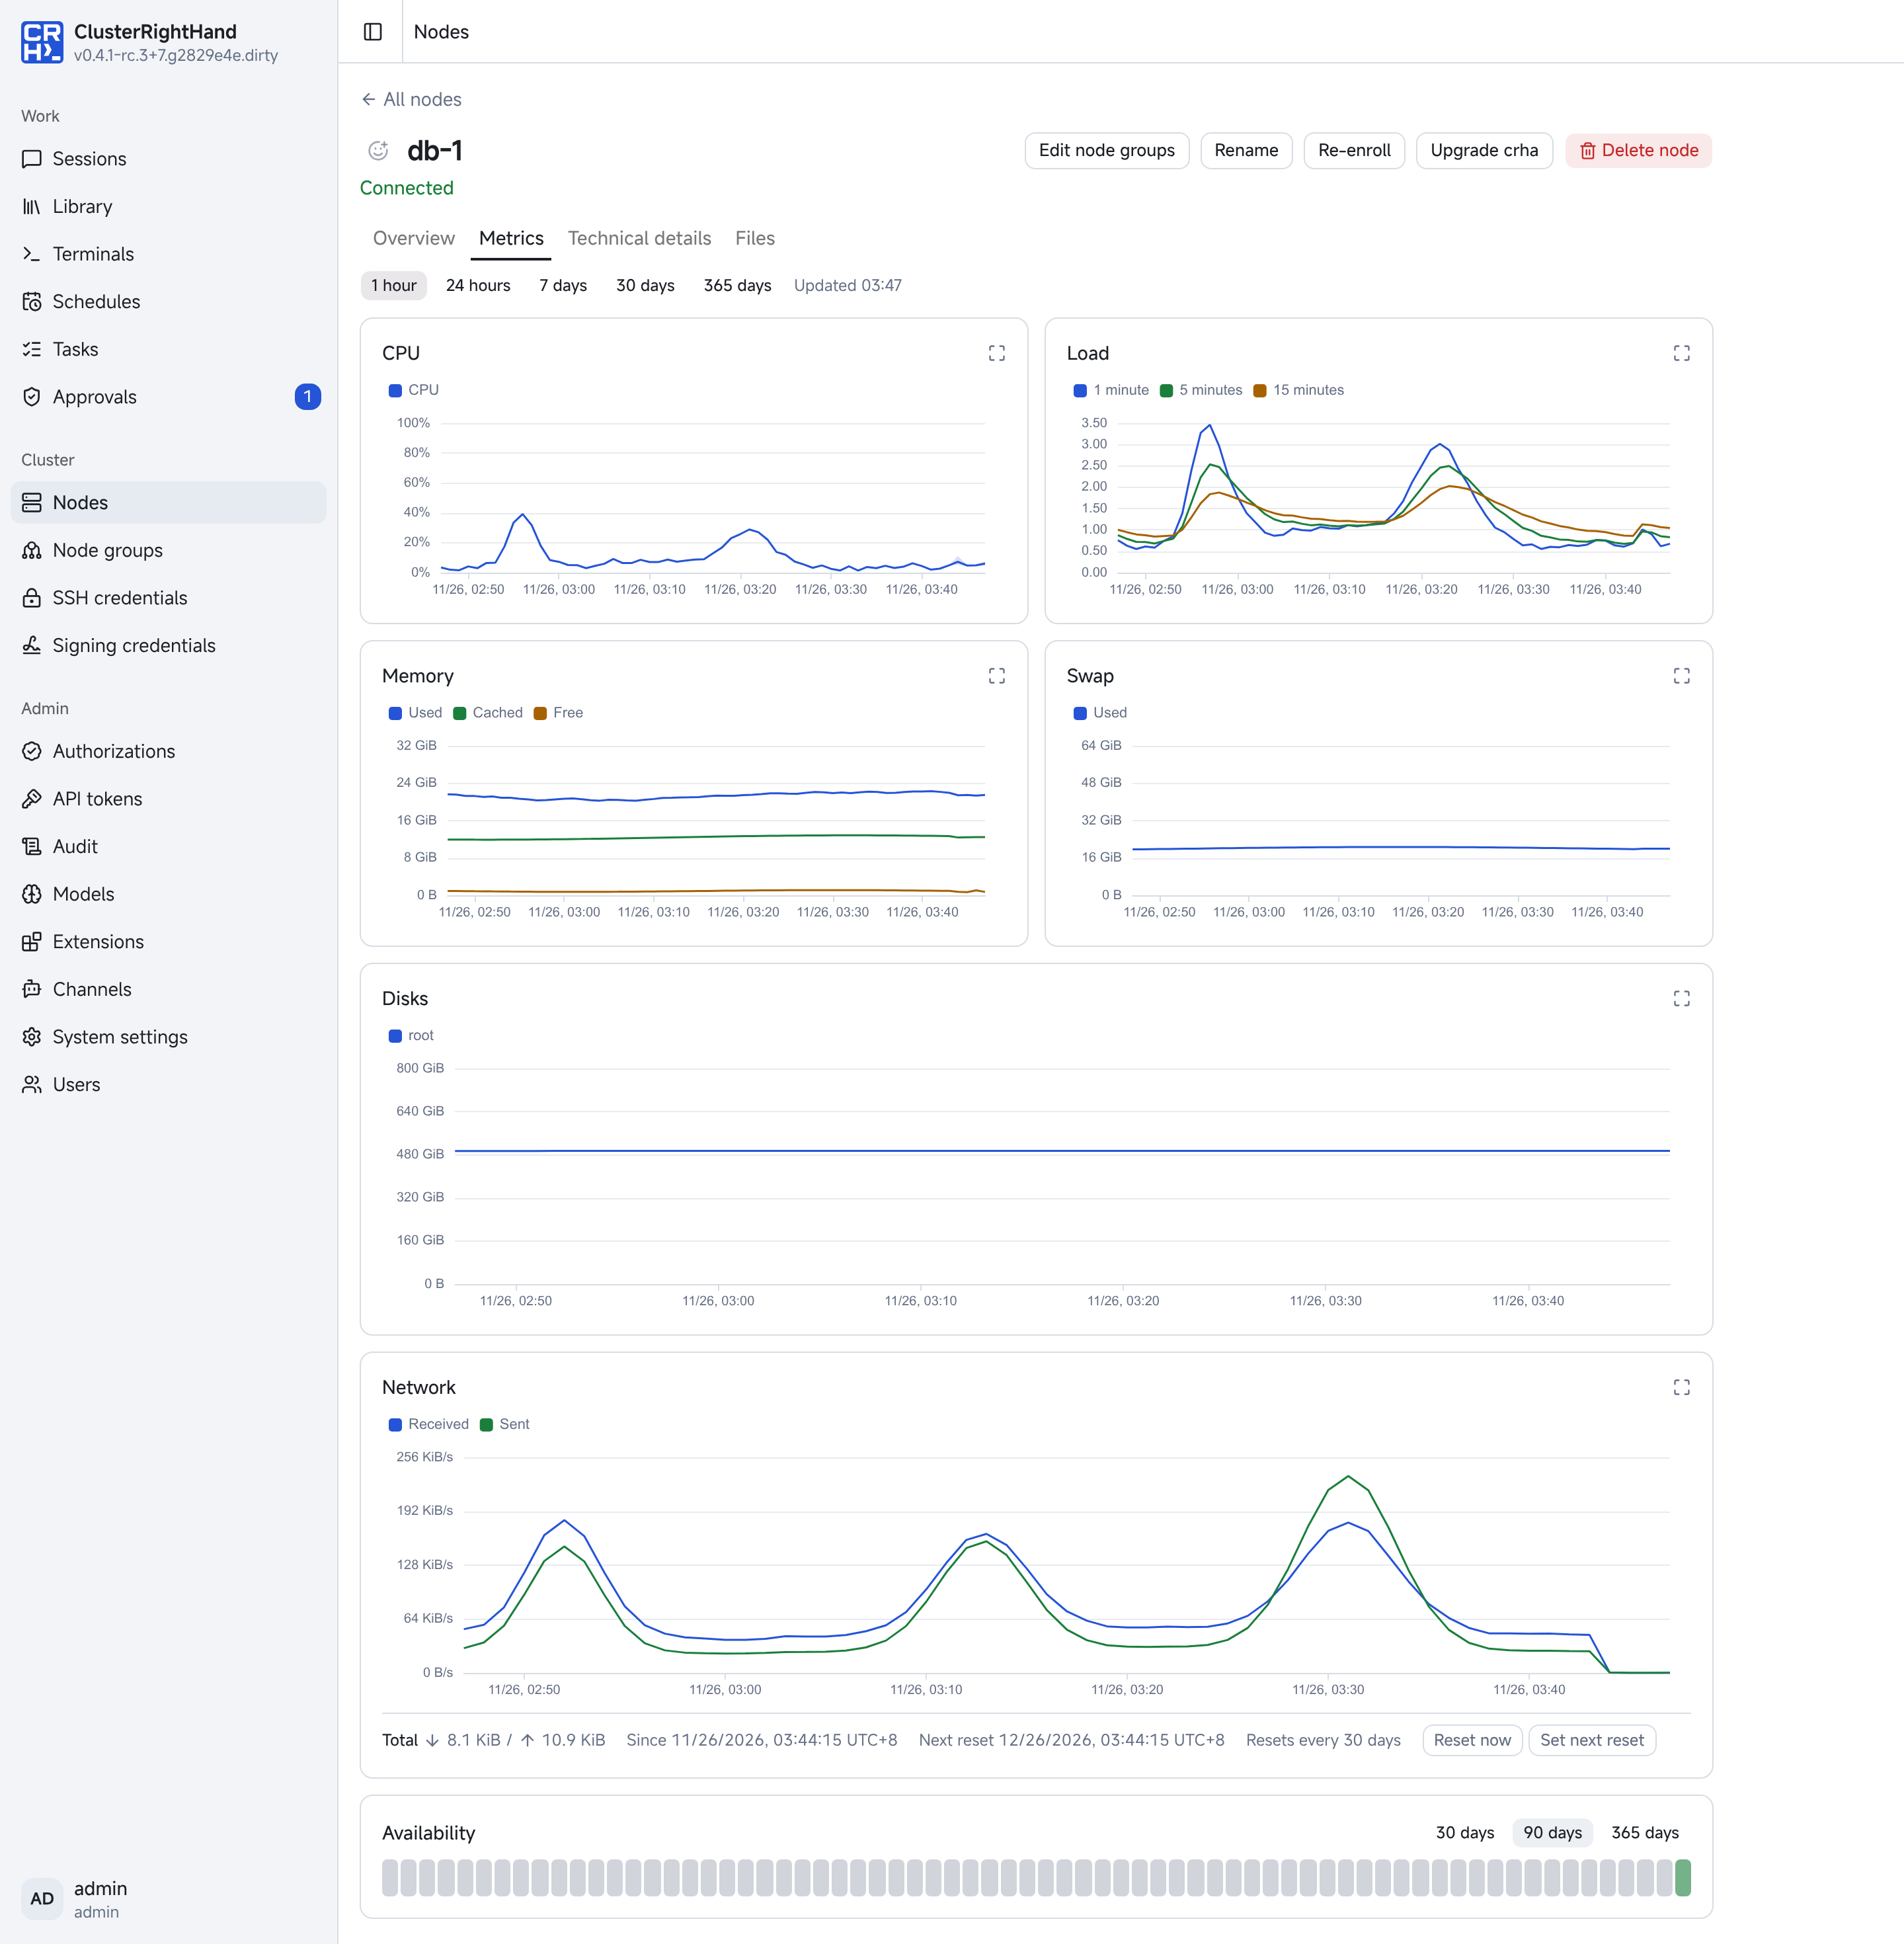 ClusterRightHand
v0.4.1-rc.3+7.g2829e4e.dirty
Work
Sessions
Library
Terminals
Schedules
Tasks
Approvals 1
Cluster
Nodes
Node groups
SSH credentials
Signing credentials
Admin
Authorizations
API tokens
Audit
Models
Extensions
Channels
System settings
Users
AD
admin
admin
Nodes
All nodes
db-1
Edit node groups Rename Re-enroll Upgrade crha Delete node
Connected
Overview Metrics Technical details Files
1 hour 24 hours 7 days 30 days 365 days Updated 03:47
CPU
CPU
100%
80%
60%
40%
20%
0%
11/26, 02:50 11/26, 03:00 11/26, 03:10 11/26, 03:20 11/26, 03:30 11/26, 03:40
Load
1 minute 5 minutes 15 minutes
3.50
3.00
2.50
2.00
1.50
1.00
0.50
0.00
11/26, 02:50 11/26, 03:00 11/26, 03:10 11/26, 03:20 11/26, 03:30 11/26, 03:40
Memory
Used Cached Free
32 GiB
24 GiB
16 GiB
8 GiB
0 B
11/26, 02:50 11/26, 03:00 11/26, 03:10 11/26, 03:20 11/26, 03:30 11/26, 03:40
Swap
Used
64 GiB
48 GiB
32 GiB
16 GiB
0 B
11/26, 02:50 11/26, 03:00 11/26, 03:10 11/26, 03:20 11/26, 03:30 11/26, 03:40
Disks
root
800 GiB
640 GiB
480 GiB
320 GiB
160 GiB
0 B
11/26, 02:50 11/26, 03:00 11/26, 03:10 11/26, 03:20 11/26, 03:30 11/26, 03:40
Network
Received Sent
256 KiB/s
192 KiB/s
128 KiB/s
64 KiB/s
0 B/s
11/26, 02:50 11/26, 03:00 11/26, 03:10 11/26, 03:20 11/26, 03:30 11/26, 03:40
Total ↓ 8.1 KiB / ↑ 10.9 KiB Since 11/26/2026, 03:44:15 UTC+8 Next reset 12/26/2026, 03:44:15 UTC+8 Resets every 30 days Reset now Set next reset
Availability
30 days 90 days 365 days